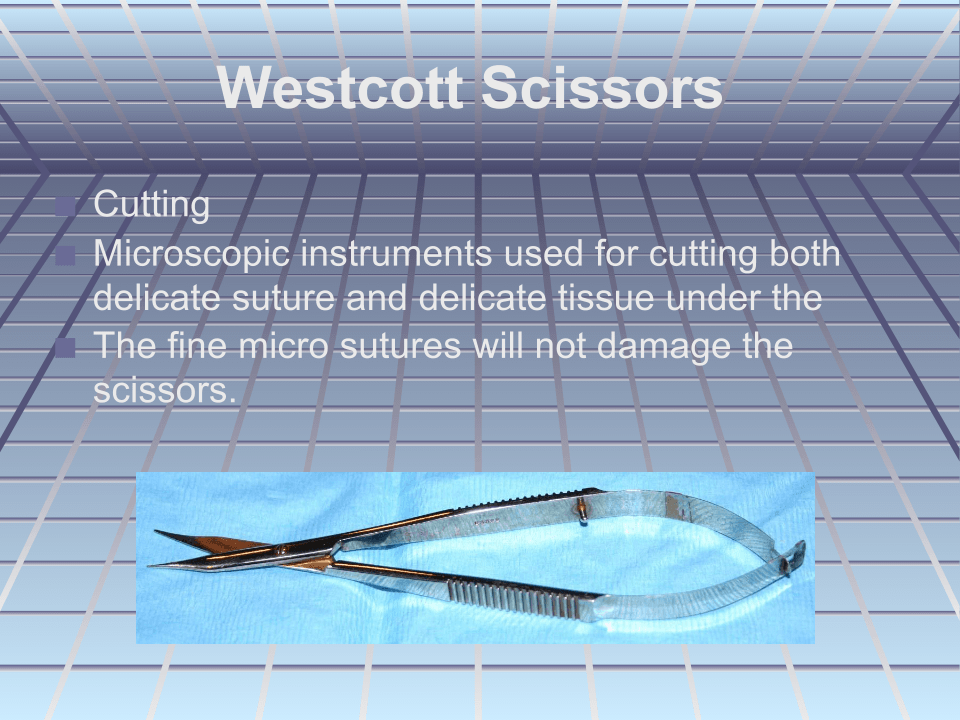 Westcott Scissors
Cutting
Microscopic instruments used for cutting both
delicate suture and delicate tissue under the
The fine micro sutures will not damage the
scissors.